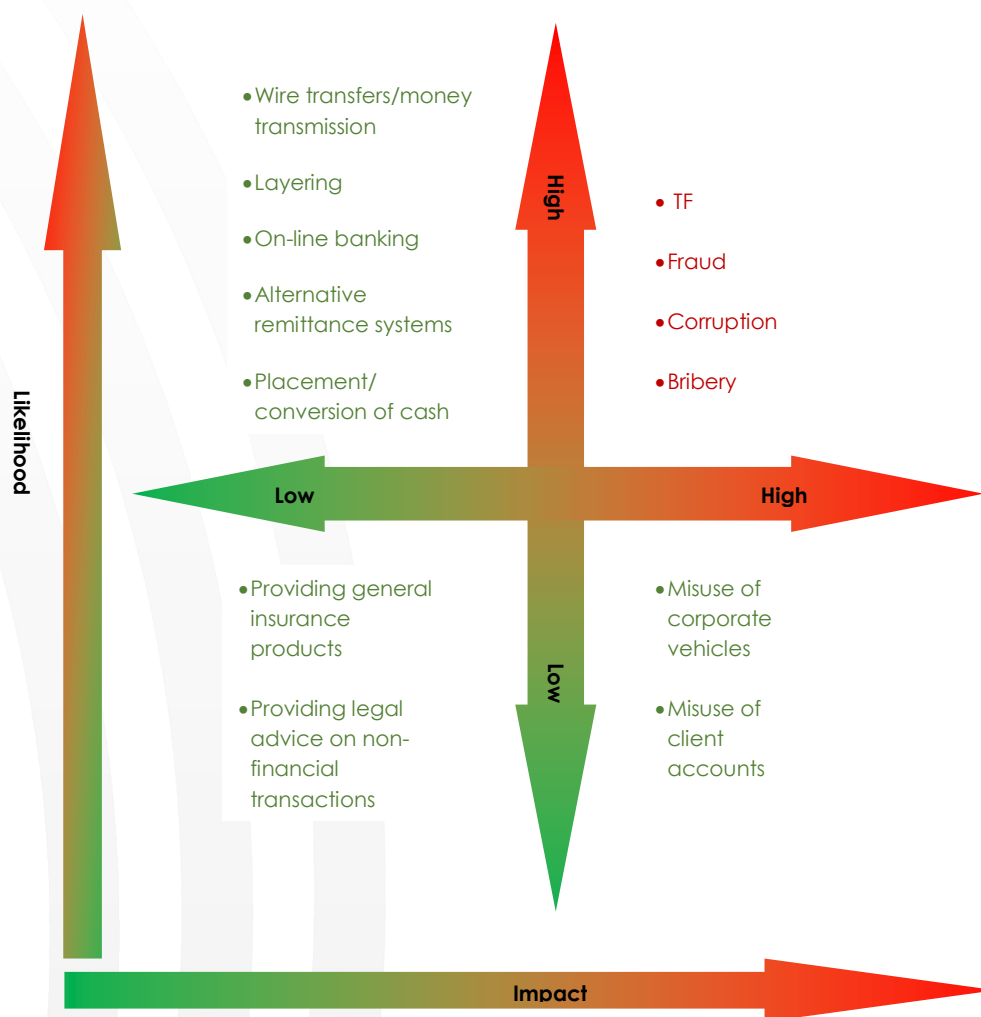 • Wire transfers/money
transmission
• Layering
• On-line banking
• Alternative
remittance systems
• Placement/
conversion of cash
High
• TF
• Fraud
• Corruption
• Bribery
Likelihood
Low
High
• Providing general
insurance
products
• Providing legal
advice on non-
financial
transactions
Low
• Misuse of
corporate
vehicles
• Misuse of
client
accounts
Impact